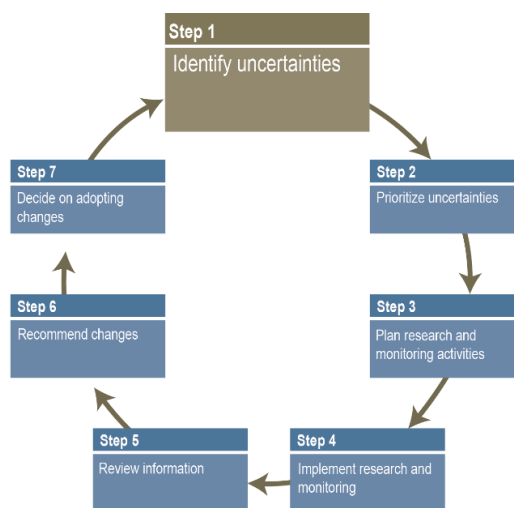 Step 1
Identify uncertainties
Step 2
Prioritize uncertainties
Step 3
Plan research and
monitoring activities
Step 4
Implement research and
monitoring
Step 5
Review information
Step 6
Recommend changes
Step 7
Decide on adopting
changes